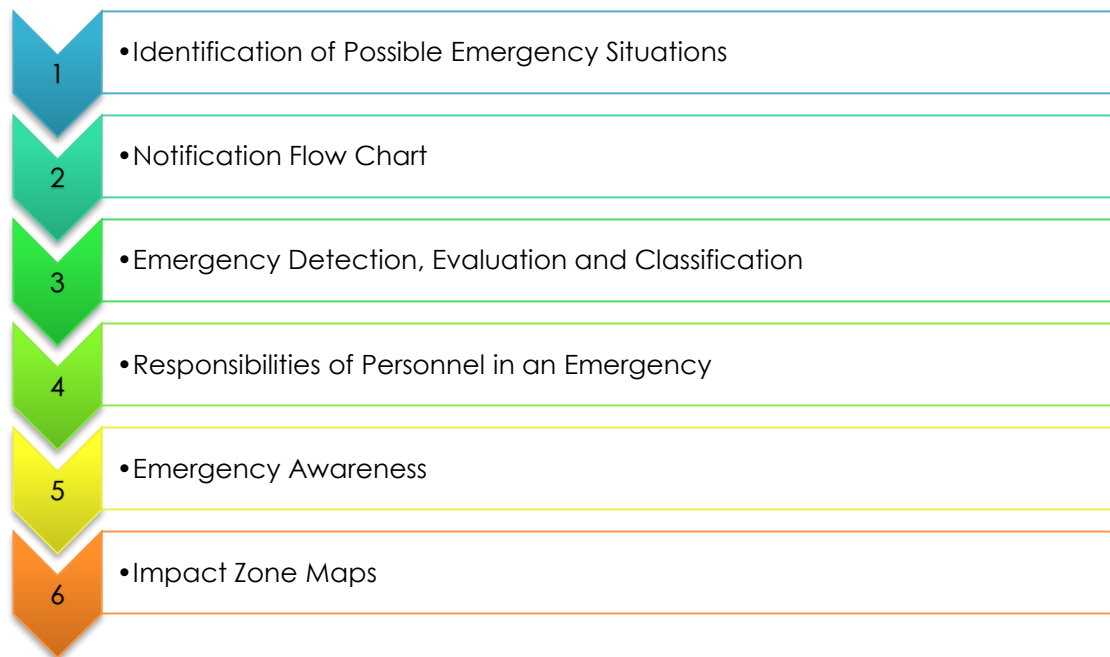 1
•Identification of Possible Emergency Situations
2
•Notification Flow Chart
3
•Emergency Detection, Evaluation and Classification
4
•Responsibilities of Personnel in an Emergency
5
•Emergency Awareness
6
•Impact Zone Maps